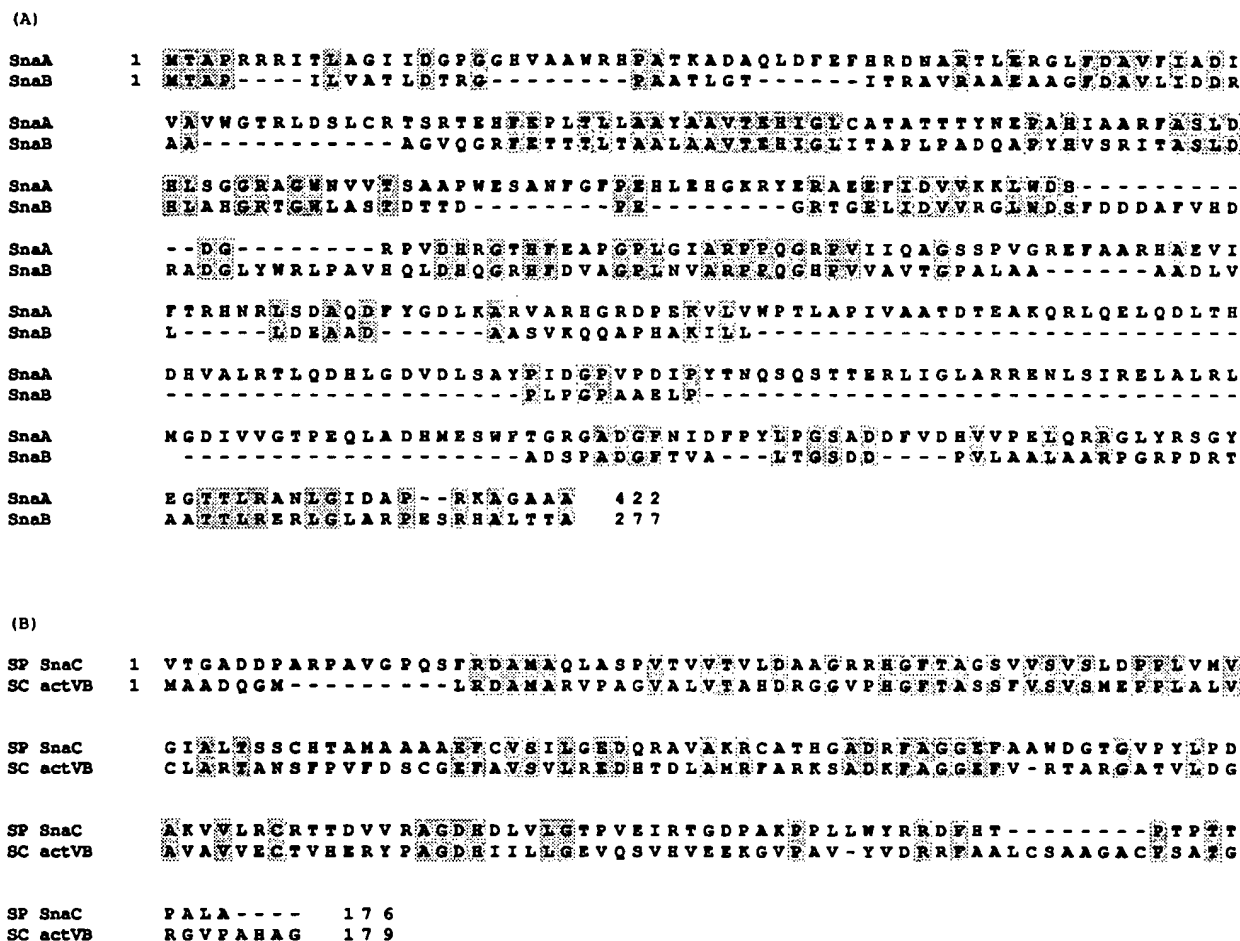 (A)
SnaA 1 MTAPRRRITLAGIIDGPGGHVAAWRHPATKADAQLDFEFHRDNARTLERGLFDAVFIADI
SnaB 1 MTAP----ILVATLDTRG--------PAATLGT------ITRAVRAAEAAGFDAVLIDDR
SnaA VAVWGTRLDSLCRTSRTEHFEPLTLLAAYAAVTEHIGLCATATTTYNEPAHIAARFASLD
SnaB AA------------AGVQGRFETTTLTAALAAVTEHIGLITAPLPADQAPYHVSRITASLD
SnaA HLSGGRAGWNVVTSAAPWESANFGFPEHLEHGKRYERAEEFIDVVKKLWDS---------
SnaB HLAHGRTGWLASTDTTD--------PE--------GRTGELIDVVRGLWDSFDDDAFVHD
SnaA --DG--------RPVDHRGTHFEAPGPLGIARPPQGRPVIIQAGSSPVGREFAARHAEVI
SnaB RADGLYWRLPAVHQLDHQGRHFDVAGPLNVARPPQGHPVVAVTGPALAA------AADLV
SnaA FTRHNRLSDAQDFYGDLKARVARHGRDPEKVLVWPTLAPIVAATDTEAKQRLQELQDLTH
SnaB L-----LDEAAD------AASVKQQAPHAKILL---------------------------
SnaA DHVALRTLQDHLGDVDLSAYPIDGPVPDIPYTNQSQSTTERLIGLARRENLSIRELALRL
SnaB --------------------PLPGPAAELP------------------------------
SnaA MGDIVVGTPEQLADHMESWFTGRGADGFNIDFPYLPGSADDFVDHVVPELQRRGLYRSGY
SnaB --------------------ADSPADGFTVA---LTGSDD----PVLAALAARPGRPDRT
SnaA EGTTLRANLGIDAP--RKAGAAA 422
SnaB AATTLRERLGLARPESRHALTTA 277
(B)
SP SnaC 1 VTGADDPARPAVGPQSFRDAMAQLASPVTVVTVLDAAGRRHGFTAGSVVSVSLDPPLVMV
SC actVB 1 MAADQGM---------LRDAMARVPAGVALVTAHDRGGVPHGFTASSFVSVSMEPPLALV
SP SnaC GIALTSSCHTAMAAAAEFCVSILGEDQRAVAKRCATHGADRFAGGEFAAWDGTGVPYLPD
SC actVB CLARTANSFPVFDSCGEFAVSVLREDHTDLAMRFARKSADKFAGGEFV-RTARGATVLDG
SP SnaC AKVVLRCRTTDVVRAGDHDLVLGTPVEIRTGDPAKPPLLWYRRDFHT--------PTPTT
SC actVB AVAVVECTVHERYPAGDHIILLGEVQSVHVEEKGVPAV-YVDRRFAALCSAAGACPSATG
SP SnaC PALA---- 176
SC actVB RGVPAHAG 179